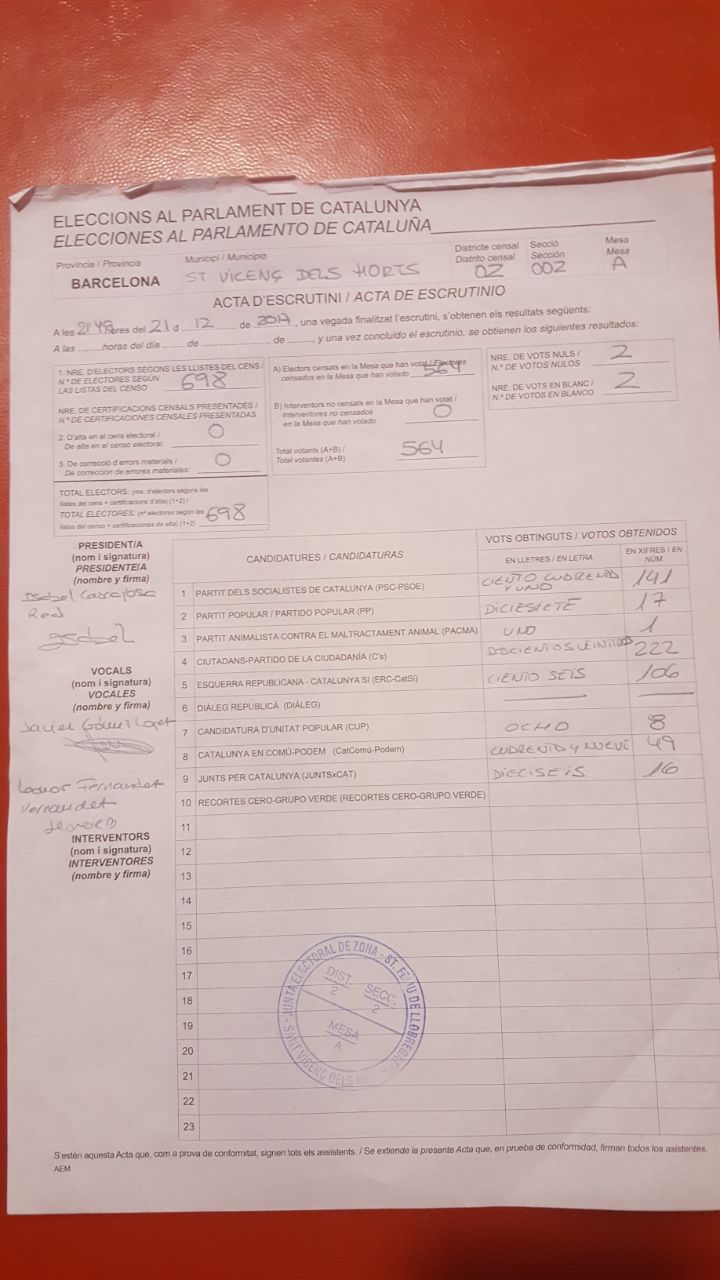 ELECCIONS AL PARLAMENT DE CATALUNYA
ELECCIONES AL PARLAMENTO DE CATALUÑA
Provincia / Provincia
BARCELONA
Municipi / Municipio
ST VICENÇ DELS HORTS
Districte censal
Distrito censal
02
Secció
Sección
002
Mesa
Mesa
A
ACTA D'ESCRUTINI / ACTA DE ESCRUTINIO
A les 21:49 hores del 21 d 12 de 2017, una vegada finalitzat l'escrutini, s'obtenen els resultats següents:
A las horas del día de de , y una vez concluido el escrutinio, se obtienen los siguientes resultados:
1. NRE. D'ELECTORS SEGONS LES LLISTES DEL CENS /
N.º DE ELECTORES SEGÚN
LAS LISTAS DEL CENSO
698
NRE. DE CERTIFICACIONS CENSALS PRESENTADES /
N.º DE CERTIFICACIONES CENSALES PRESENTADAS
2. D'alta en el cens electoral /
De alta en el censo electoral:
0
3. De correcció d'errors materials /
De corrección de errores materiales:
0
TOTAL ELECTORS: (nre. d'electors segons les
llistes del cens + certificacions d'alta) (1+2) /
TOTAL ELECTORES: (nº electores según las
listas del censo + certificaciones de alta) (1+2)
698
A) Electors censats en la Mesa que han votat / Electores
censados en la Mesa que han votado
564
B) Interventors no censats en la Mesa que han votat /
Interventores no censados
en la Mesa que han votado
0
Total votants (A+B) /
Total votantes (A+B)
564
NRE. DE VOTS NULS /
N.º DE VOTOS NULOS
2
NRE. DE VOTS EN BLANC /
N.º DE VOTOS EN BLANCO
2
PRESIDENT/A
(nom i signatura)
PRESIDENTE/A
(nombre y firma)
Isabel
Isabel
VOCALS
(nom i signatura)
VOCALES
(nombre y firma)
Javier Gómez
Leonor Fernandez
Hernandez
Leonor
INTERVENTORS
(nom i signatura)
INTERVENTORES
(nombre y firma)
CANDIDATURES / CANDIDATURAS
VOTS OBTINGUTS / VOTOS OBTENIDOS
EN LLETRES / EN LETRA
EN XIFRES / EN NÚM.
1 PARTIT DELS SOCIALISTES DE CATALUNYA (PSC-PSOE) CIENTO CUARENTA Y UNO 141
2 PARTIT POPULAR / PARTIDO POPULAR (PP) DICIESIETE 17
3 PARTIT ANIMALISTA CONTRA EL MALTRACTAMENT ANIMAL (PACMA) UNO 1
4 CIUTADANS-PARTIDO DE LA CIUDADANÍA (C's) DOSCIENTOS VEINTIDOS 222
5 ESQUERRA REPUBLICANA - CATALUNYA SI (ERC-CatSí) CIENTO SEIS 106
6 DIÀLEG REPUBLICÀ (DIÀLEG)
7 CANDIDATURA D'UNITAT POPULAR (CUP) OCHO 8
8 CATALUNYA EN COMÚ-PODEM (CatComú-Podem) CUARENTA Y NUEVE 49
9 JUNTS PER CATALUNYA (JUNTSxCAT) DIECISEIS 16
10 RECORTES CERO-GRUPO VERDE (RECORTES CERO-GRUPO VERDE)
11
12
13
14
15
16
17
18
19
20
21
22
23
JUNTA ELECTORAL DE ZONA - ST. FELIU DE LLOBREGAT
DIST. 2
SECC. 2
MESA A
SANT VICENÇ DELS
S'estén aquesta Acta que, com a prova de conformitat, signen tots els assistents. / Se extiende la presente Acta que, en prueba de conformidad, firman todos los asistentes.
AEM